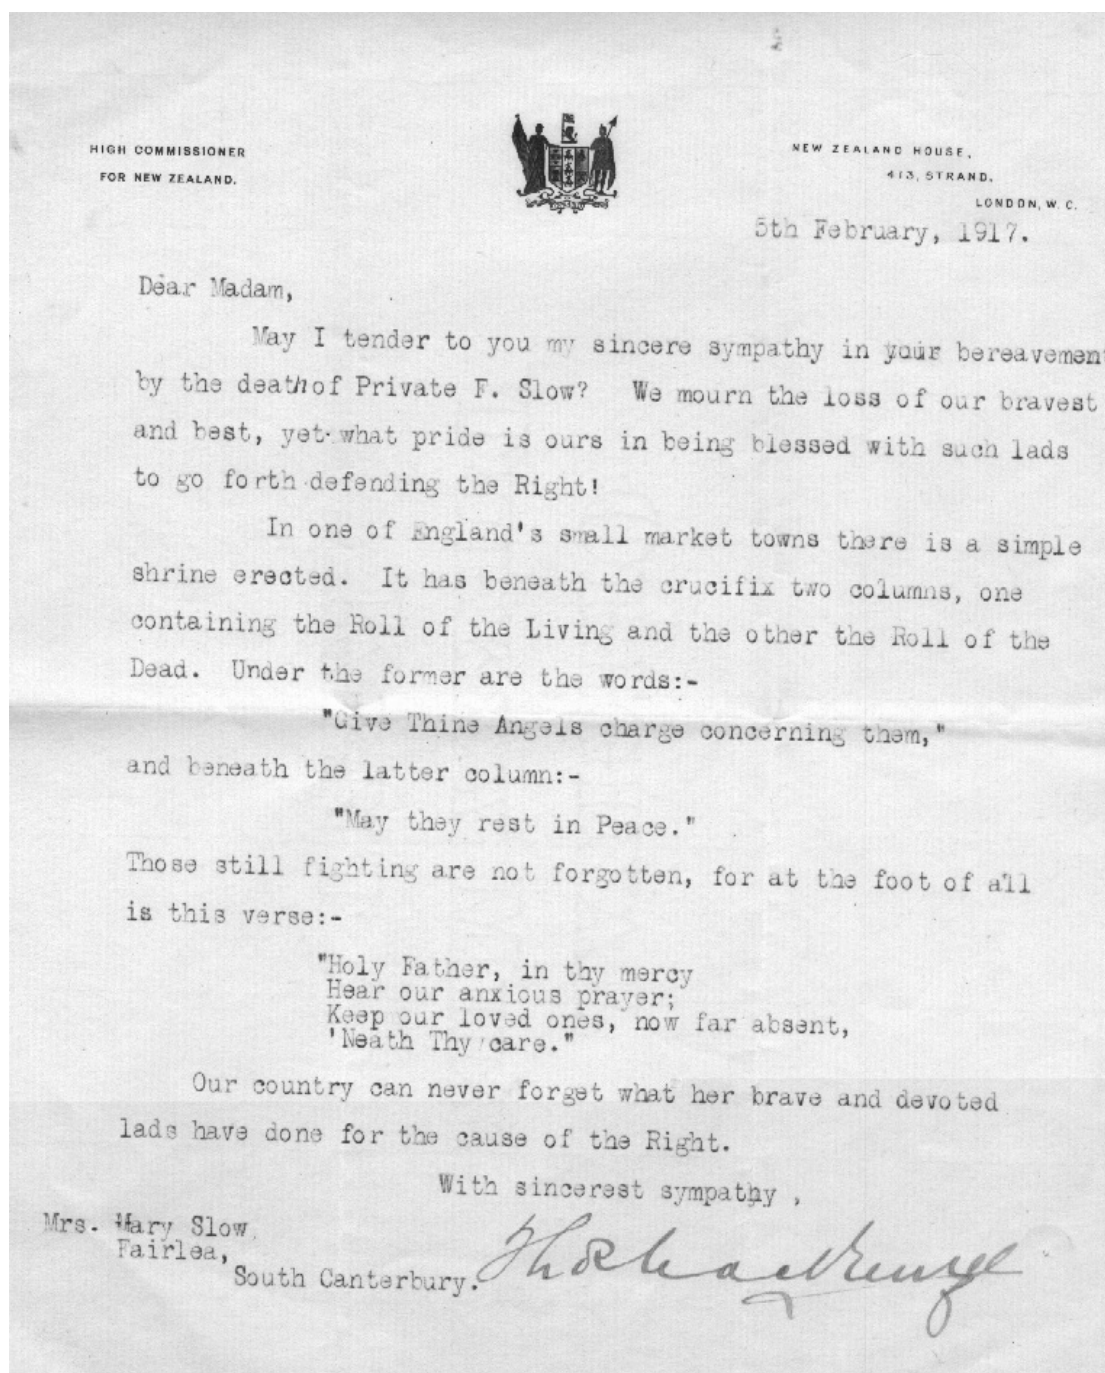 HIGH COMMISSIONER
FOR NEW ZEALAND.
NEW ZEALAND HOUSE,
413, STRAND,
LONDON, W. C.
5th February, 1917.
Dear Madam,
May I tender to you my sincere sympathy in your bereavement
by the death of Private F. Slow? We mourn the loss of our bravest
and best, yet what pride is ours in being blessed with such lads
to go forth defending the Right!
In one of England's small market towns there is a simple
shrine erected. It has beneath the crucifix two columns, one
containing the Roll of the Living and the other the Roll of the
Dead. Under the former are the words:-
"Give Thine Angels charge concerning them,"
and beneath the latter column:-
"May they rest in Peace."
Those still fighting are not forgotten, for at the foot of all
is this verse:-
"Holy Father, in thy mercy
Hear our anxious prayer;
Keep our loved ones, now far absent,
'Neath Thy care."
Our country can never forget what her brave and devoted
lads have done for the cause of the Right.
With sincerest sympathy,
Mrs. Mary Slow,
Fairlea,
South Canterbury.